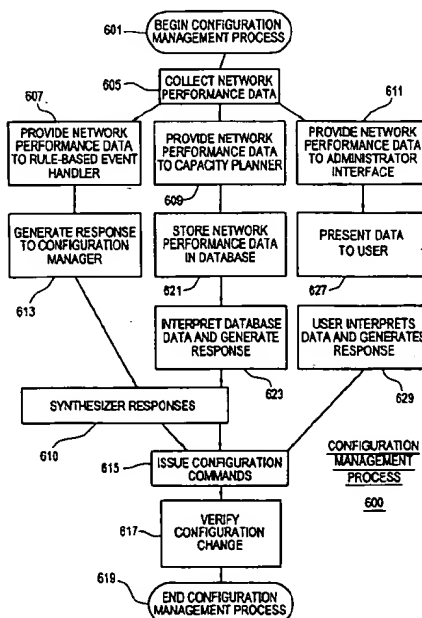 601
BEGIN CONFIGURATION
MANAGEMENT PROCESS
605
COLLECT NETWORK
PERFORMANCE DATA
607
PROVIDE NETWORK
PERFORMANCE DATA
TO RULE-BASED EVENT
HANDLER
PROVIDE NETWORK
PERFORMANCE DATA
TO CAPACITY PLANNER
609
611
PROVIDE NETWORK
PERFORMANCE DATA
TO ADMINISTRATOR
INTERFACE
GENERATE RESPONSE
TO CONFIGURATION
MANAGER
613
STORE NETWORK
PERFORMANCE DATA
IN DATABASE
621
PRESENT DATA
TO USER
627
INTERPRET DATABASE
DATA AND GENERATE
RESPONSE
623
USER INTERPRETS
DATA AND GENERATES
RESPONSE
629
SYNTHESIZER RESPONSES
610
615
ISSUE CONFIGURATION
COMMANDS
617
VERIFY
CONFIGURATION
CHANGE
619
END CONFIGURATION
MANAGEMENT PROCESS
CONFIGURATION
MANAGEMENT
PROCESS
600